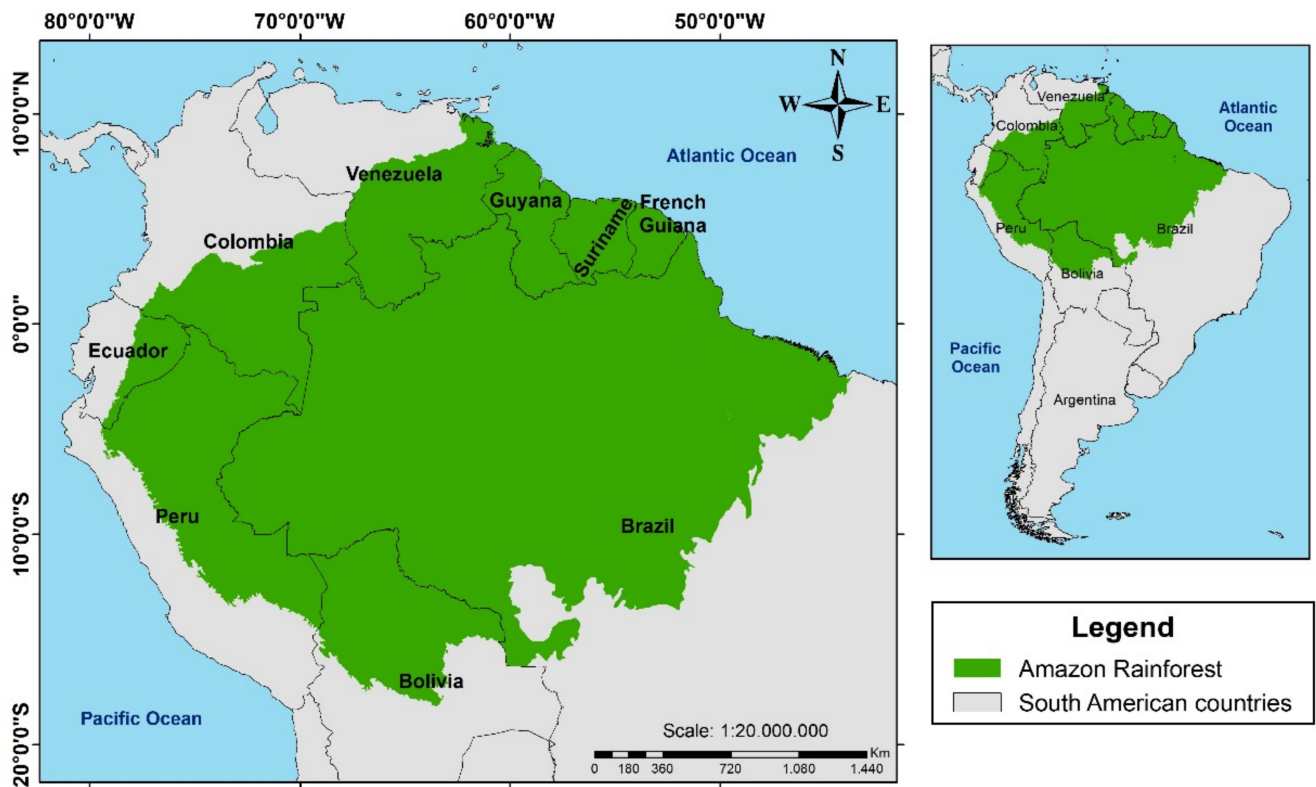 80°0'0"W 70°0'0"W 60°0'0"W 50°0'0"W
10°0'0"N
0°0'0"
10°0'0"S
20°0'0"S
N
W E
S
Atlantic Ocean
Venezuela
Guyana
French
Guiana
Suriname
Colombia
Ecuador
Peru
Brazil
Bolivia
Pacific Ocean
Scale: 1:20.000.000
Km
0 180 360 720 1.080 1.440
Venezuela
Atlantic
Ocean
Colombia
Peru
Brazil
Bolivia
Pacific
Ocean
Argentina
Legend
Amazon Rainforest
South American countries